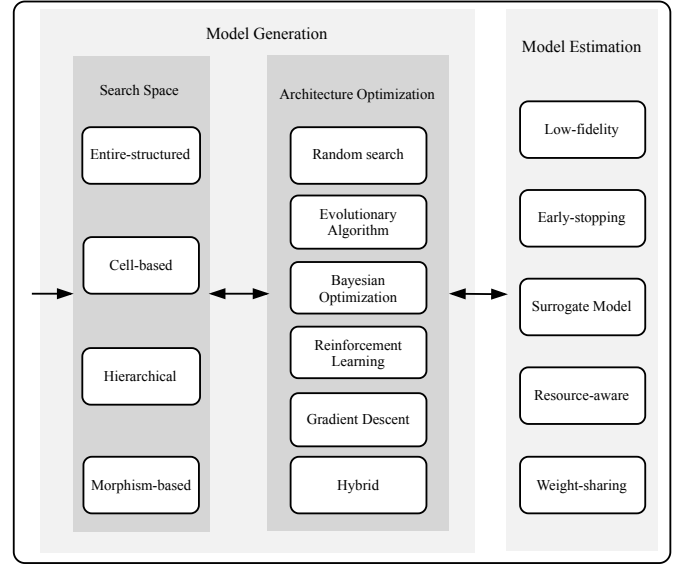 Model Generation
Search Space
Entire-structured
Cell-based
Hierarchical
Morphism-based
Architecture Optimization
Random search
Evolutionary
Algorithm
Bayesian
Optimization
Reinforcement
Learning
Gradient Descent
Hybrid
Model Estimation
Low-fidelity
Early-stopping
Surrogate Model
Resource-aware
Weight-sharing